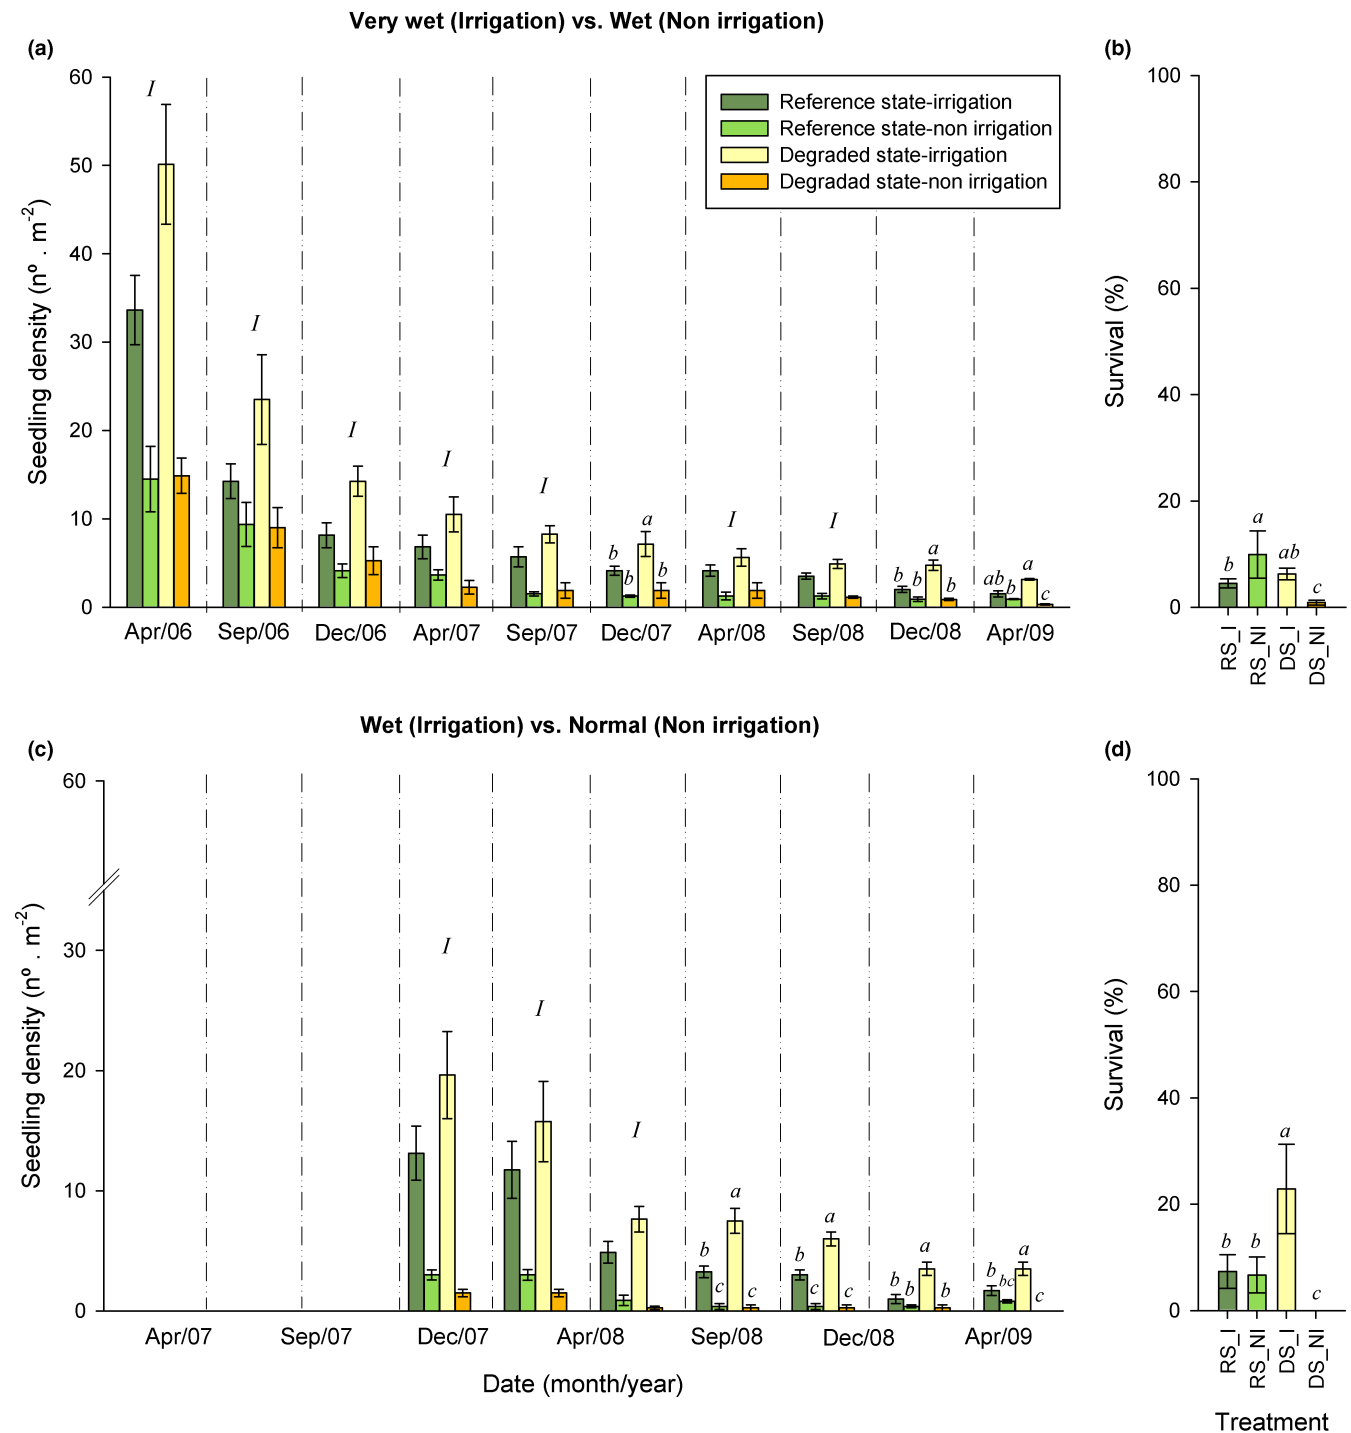 Very wet (Irrigation) vs. Wet (Non irrigation)
(a)
(b)
Seedling density (nº . m-2)
60
50
40
30
20
10
0
Reference state-irrigation
Reference state-non irrigation
Degraded state-irrigation
Degradad state-non irrigation
I
I
I
I
I
b
b
a
b
I
I
b
b
a
b
ab
b
a
c
Apr/06 Sep/06 Dec/06 Apr/07 Sep/07 Dec/07 Apr/08 Sep/08 Dec/08 Apr/09
Survival (%)
100
80
60
40
20
0
b
a
ab
c
RS_I
RS_NI
DS_I
DS_NI
Wet (Irrigation) vs. Normal (Non irrigation)
(c)
(d)
Seedling density (nº . m-2)
60
30
20
10
0
I
I
I
b
c
a
c
b
c
a
c
b
b
a
b
b
bc
a
c
Apr/07 Sep/07 Dec/07 Apr/08 Sep/08 Dec/08 Apr/09
Date (month/year)
Survival (%)
100
80
60
40
20
0
b
b
a
c
RS_I
RS_NI
DS_I
DS_NI
Treatment